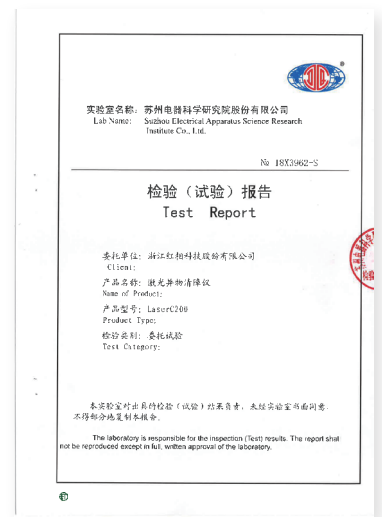 实验室名称: 苏州电器科学研究院股份有限公司
Lab Name: Suzhou Electrical Apparatus Science Research
Institute Co., Ltd.
№ 18X3962-S
检验（试验）报告
Test Report
委托单位: 浙江红相科技股份有限公司
Client:
产品名称: 激光异物清障仪
Name of Product:
产品型号: LaserC200
Product Type:
检验类别: 委托试验
Test Category:
本实验室对出具的检验（试验）结果负责，未经实验室书面同意，
不得部分地复制本报告。
The laboratory is responsible for the inspection (Test) results. The report shall
not be reproduced except in full, written approval of the laboratory.